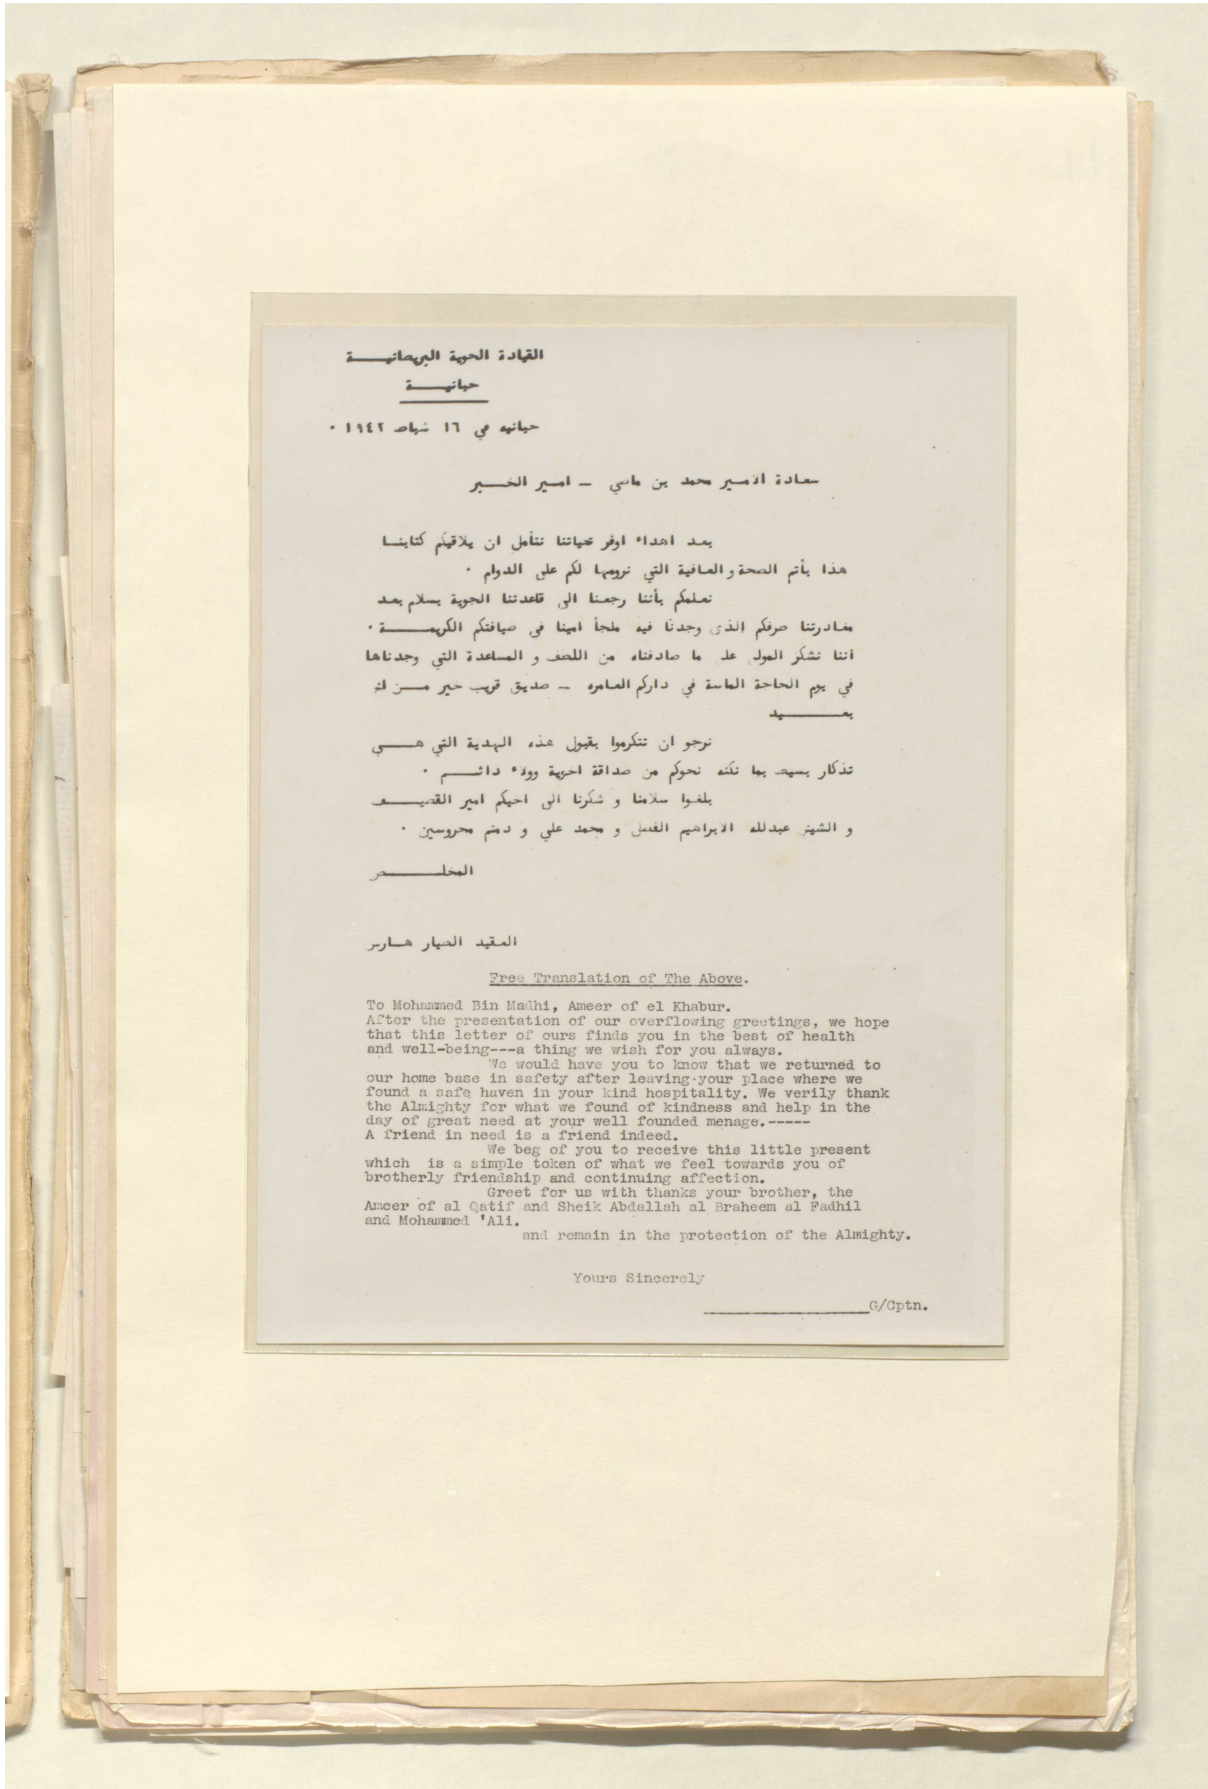 القيادة الجوية البريطانيـــــة
حبانيـــــة
حبانيه في ١٦ شباط ١٩٤٢ ٠
سعادة الامير محمد بن ماضي - امير الخـــبر
بعد اهداء اوفر تحياتنا نتأمل ان يلاقيكم كتابنـا
هذا بأتم الصحة و العافية التي نرومها لكم على الدوام ٠
نعلمكم بأننا رجعنا الى قاعدتنا الجوية بسلام بعد
مغادرتنا طرفكم الذى وجدنا فيه ملجأ امينا في ضيافتكم الكريمـــــة ٠
اننا نشكر المولى على ما صادفناه من اللطف و المساعدة التي وجدناها
في يوم الحاجة الماسة في داركم العامره - صديق قريب خير مـــن اخ
بعـــــيد
نرجو ان تتكرموا بقبول هذه الهدية التي هـــي
تذكار بسيط بما نكنه نحوكم من صداقة اخوية وولاء دائـــم ٠
بلغوا سلامنا و شكرنا الى اخيكم امير القطيـــف
و الشيخ عبدلله الابراهيم الفضل و محمد علي و دمتم محروسين ٠
المخلـــــص
العقيد الطيار هـارس
Free Translation of The Above.
To Mohammed Bin Madhi, Ameer of el Khabur.
After the presentation of our overflowing greetings, we hope
that this letter of ours finds you in the best of health
and well-being---a thing we wish for you always.
We would have you to know that we returned to
our home base in safety after leaving your place where we
found a safe haven in your kind hospitality. We verily thank
the Almighty for what we found of kindness and help in the
day of great need at your well founded menage.-----
A friend in need is a friend indeed.
We beg of you to receive this little present
which is a simple token of what we feel towards you of
brotherly friendship and continuing affection.
Greet for us with thanks your brother, the
Ameer of al Qatif and Sheik Abdallah al Braheem al Fadhil
and Mohammed 'Ali.
and remain in the protection of the Almighty.
Yours Sincerely
G/Cptn.